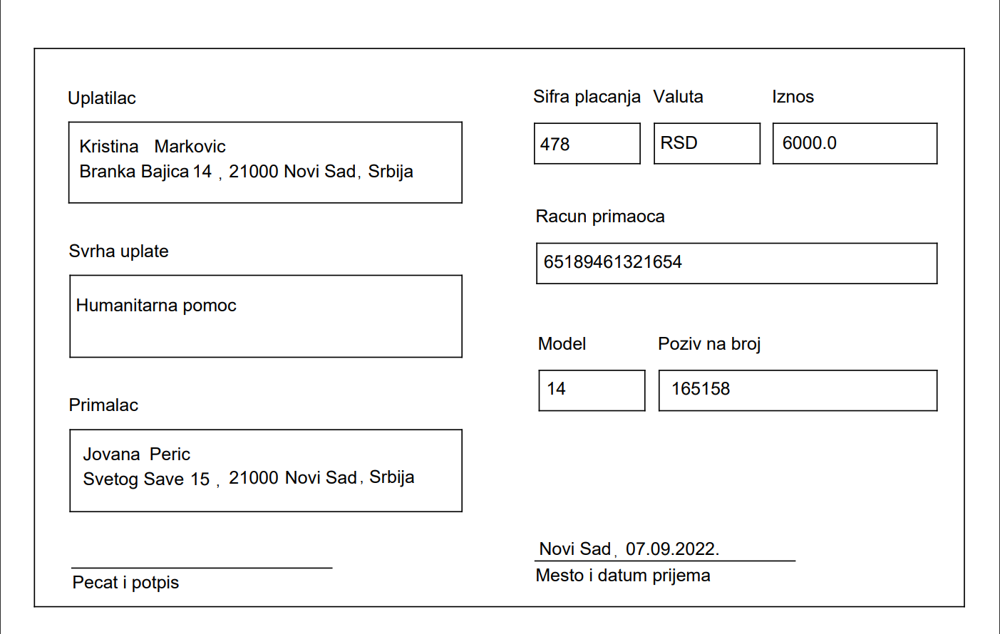 Uplatilac
Kristina Markovic
Branka Bajica 14 , 21000 Novi Sad, Srbija
Svrha uplate
Humanitarna pomoc
Primalac
Jovana Peric
Svetog Save 15 , 21000 Novi Sad, Srbija
Pecat i potpis
Sifra placanja Valuta Iznos
478 RSD 6000.0
Racun primaoca
65189461321654
Model Poziv na broj
14 165158
Novi Sad, 07.09.2022.
Mesto i datum prijema